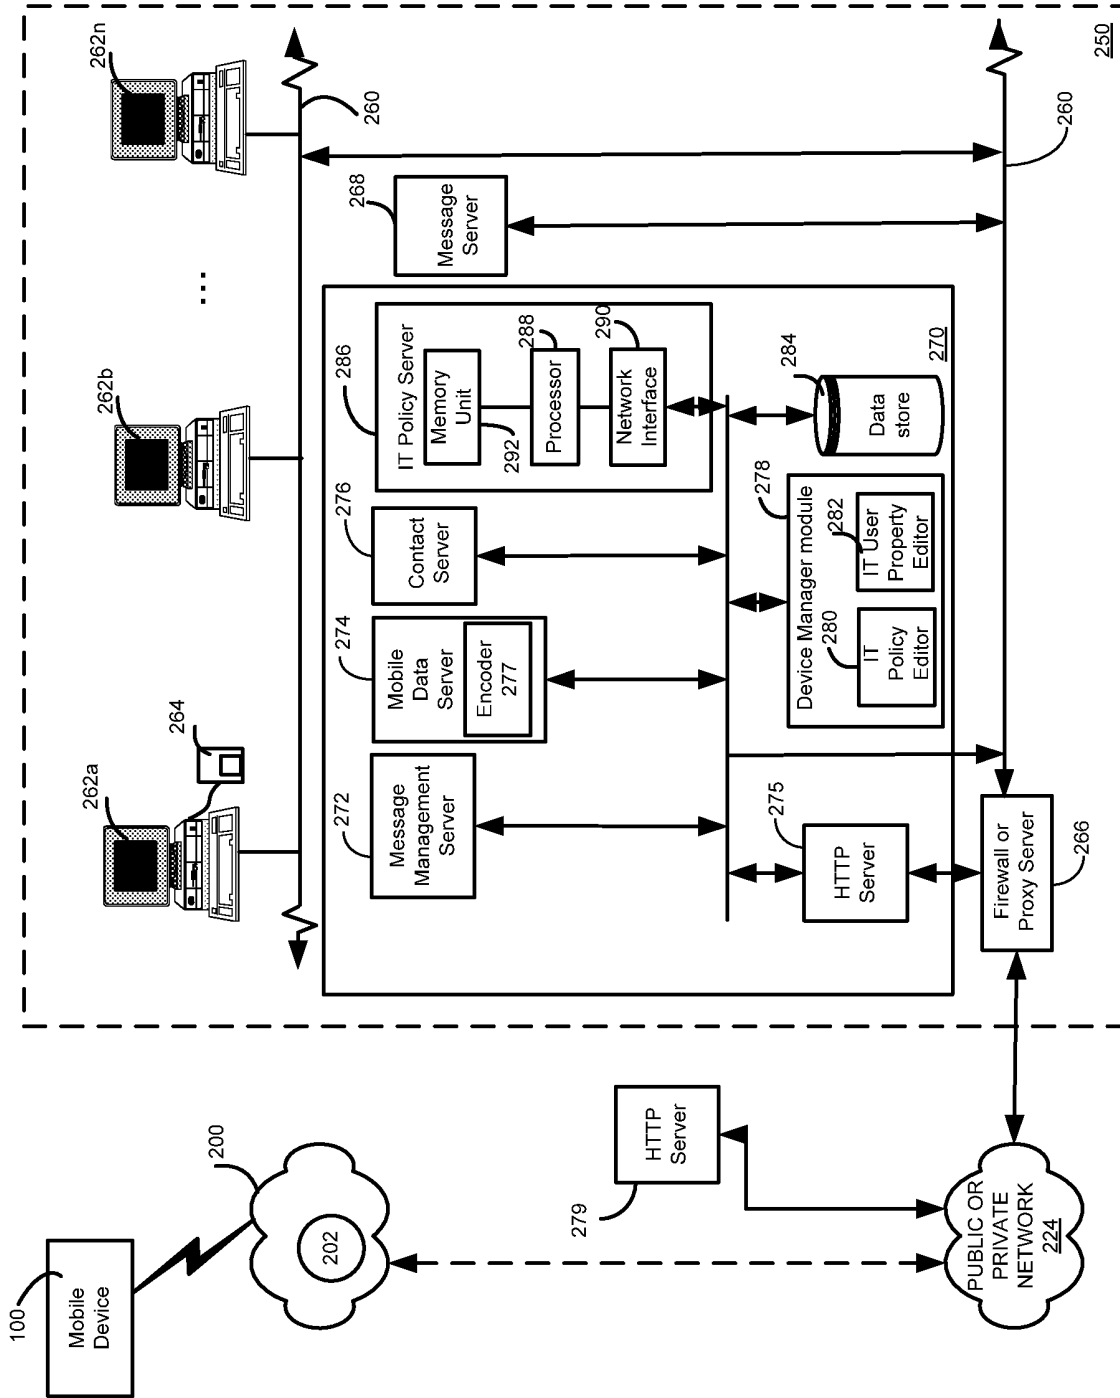 100
Mobile
Device
200
202
279
HTTP
Server
PUBLIC OR
PRIVATE
NETWORK
224
262a
264
262b
...
262n
260
272
Message
Management
Server
274
Mobile
Data
Server
Encoder
277
276
Contact
Server
286
IT Policy Server
Memory
Unit
292
288
Processor
290
Network
Interface
268
Message
Server
275
HTTP
Server
278
Device Manager module
280
IT
Policy
Editor
282
IT User
Property
Editor
284
Data
store
270
Firewall or
Proxy Server
266
260
250